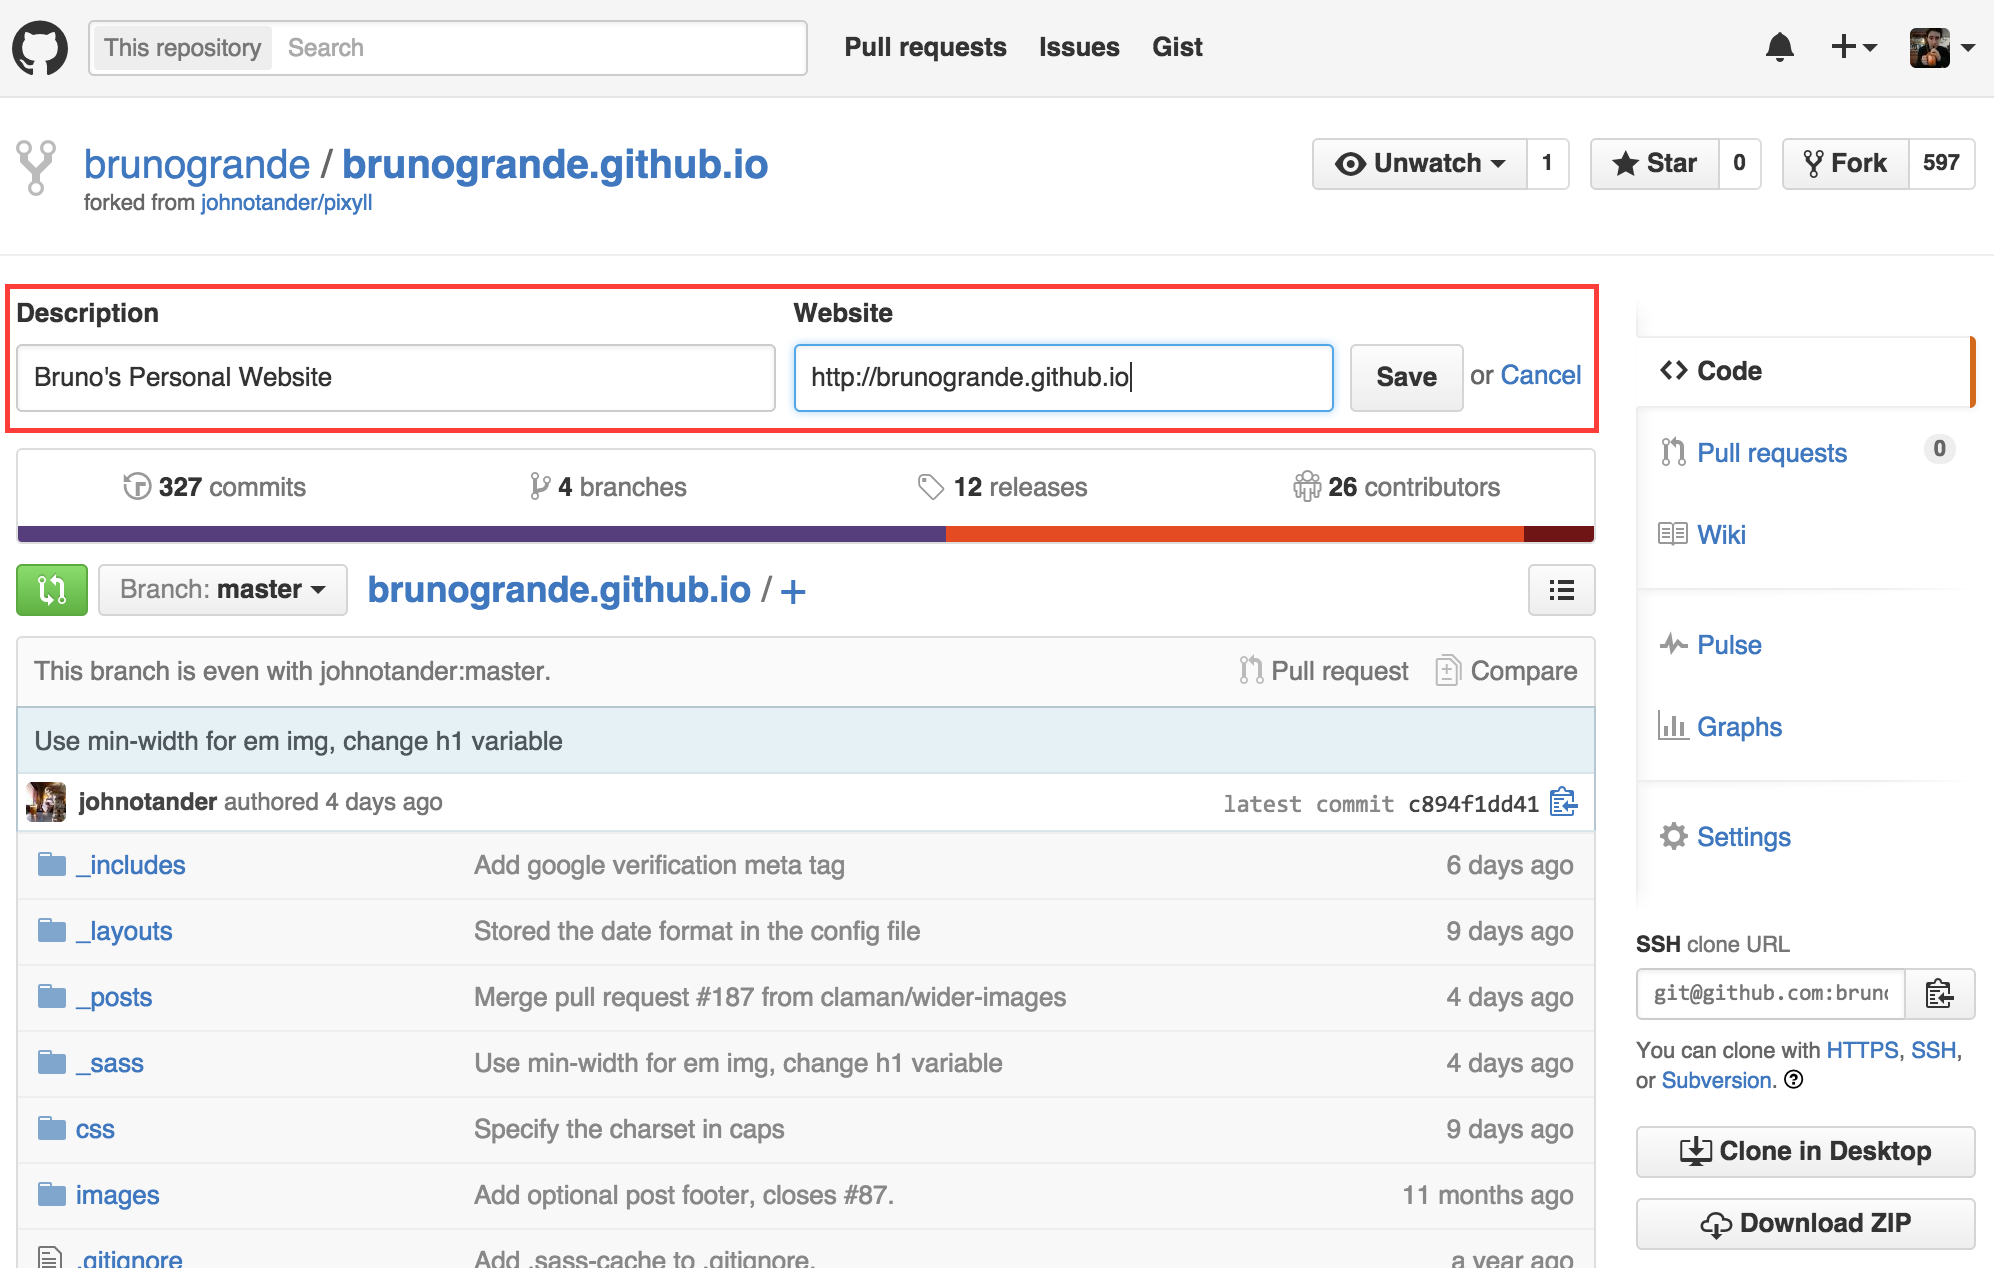 This repository Search Pull requests Issues Gist
brunogrande / brunogrande.github.io Unwatch 1 Star 0 Fork 597
forked from johnotander/pixyll
Description Website
Bruno's Personal Website http://brunogrande.github.io Save or Cancel
327 commits 4 branches 12 releases 26 contributors
Branch: master brunogrande.github.io / +
This branch is even with johnotander:master. Pull request Compare
Use min-width for em img, change h1 variable
johnotander authored 4 days ago latest commit c894f1dd41
_includes Add google verification meta tag 6 days ago
_layouts Stored the date format in the config file 9 days ago
_posts Merge pull request #187 from claman/wider-images 4 days ago
_sass Use min-width for em img, change h1 variable 4 days ago
css Specify the charset in caps 9 days ago
images Add optional post footer, closes #87. 11 months ago
.gitignore Add .sass-cache to .gitignore. a year ago
Code
Pull requests 0
Wiki
Pulse
Graphs
Settings
SSH clone URL
git@github.com:brun
You can clone with HTTPS, SSH,
or Subversion.
Clone in Desktop
Download ZIP